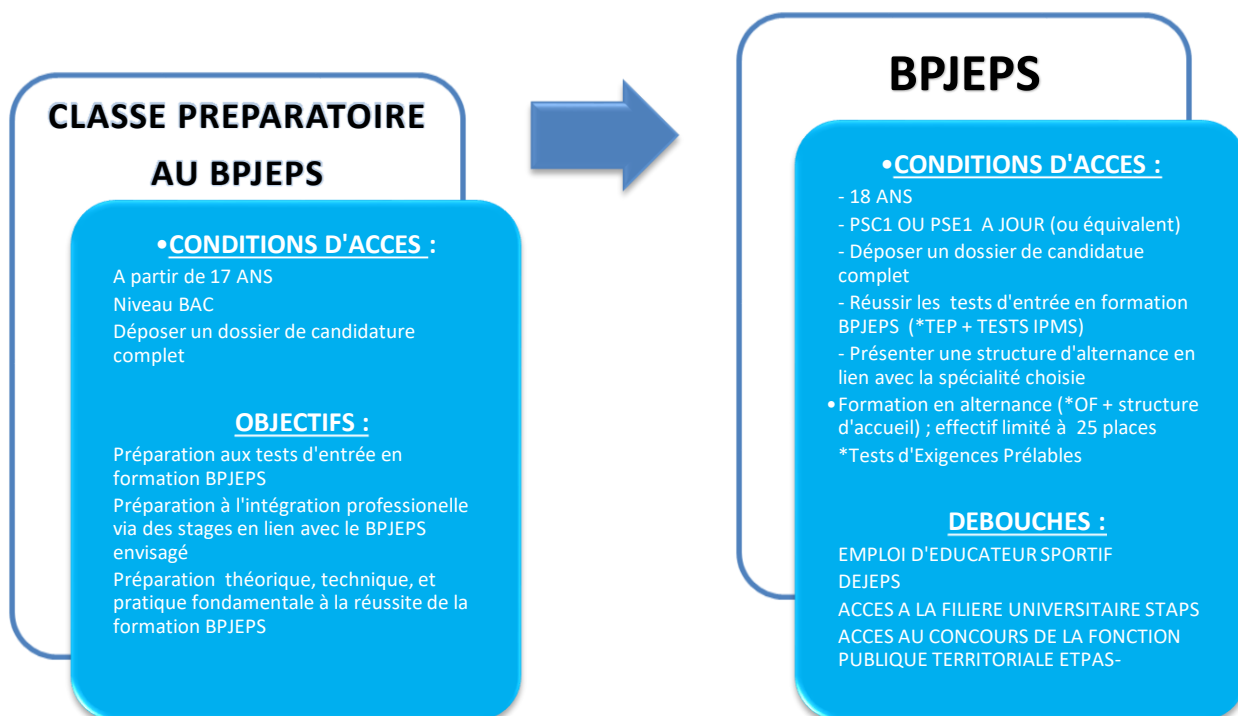 CLASSE PREPARATOIRE
AU BPJEPS
•CONDITIONS D'ACCES :
A partir de 17 ANS
Niveau BAC
Déposer un dossier de candidature
complet
OBJECTIFS :
Préparation aux tests d'entrée en
formation BPJEPS
Préparation à l'intégration professionelle
via des stages en lien avec le BPJEPS
envisagé
Préparation théorique, technique, et
pratique fondamentale à la réussite de la
formation BPJEPS
BPJEPS
•CONDITIONS D'ACCES :
- 18 ANS
- PSC1 OU PSE1 A JOUR (ou équivalent)
- Déposer un dossier de candidatue
complet
- Réussir les tests d'entrée en formation
BPJEPS (*TEP + TESTS IPMS)
- Présenter une structure d'alternance en
lien avec la spécialité choisie
•Formation en alternance (*OF + structure
d'accueil) ; effectif limité à 25 places
*Tests d'Exigences Prélables
DEBOUCHES :
EMPLOI D'EDUCATEUR SPORTIF
DEJEPS
ACCES A LA FILIERE UNIVERSITAIRE STAPS
ACCES AU CONCOURS DE LA FONCTION
PUBLIQUE TERRITORIALE ETPAS-